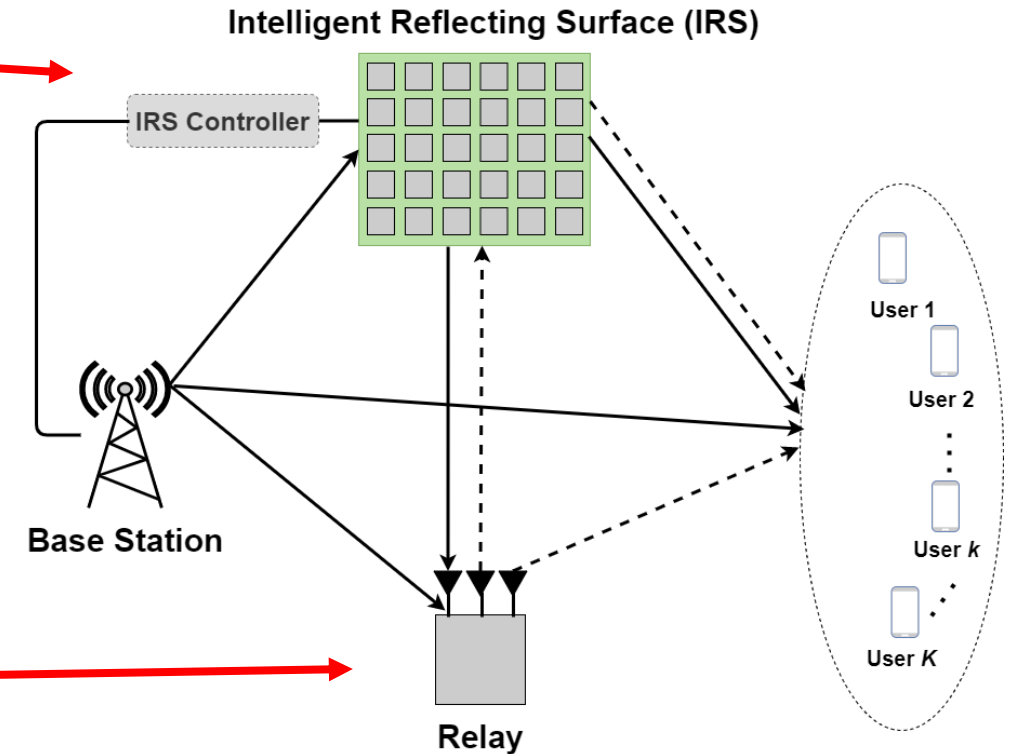 Intelligent Reflecting Surface (IRS)
IRS Controller
User 1
User 2
Base Station
User k
User K
Relay